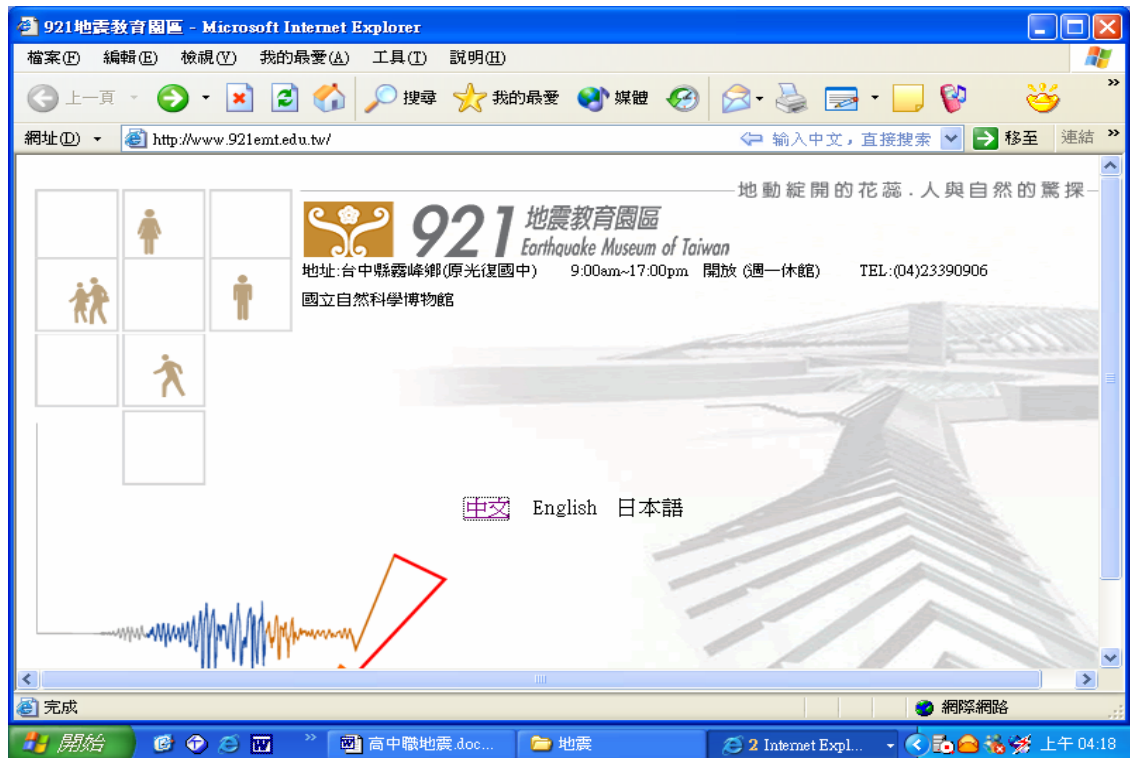 921地震教育園區 - Microsoft Internet Explorer
檔案(F) 編輯(E) 檢視(V) 我的最愛(A) 工具(T) 說明(H)
上一頁 搜尋 我的最愛 媒體 »
網址(D) http://www.921emt.edu.tw/ 输入中文，直接搜索 移至 連結 »
地動綻開的花蕊．人與自然的驚探
921 地震教育園區
Earthquake Museum of Taiwan
地址:台中縣霧峰鄉(原光復國中) 9:00am~17:00pm 開放 (週一休館) TEL:(04)23390906
國立自然科學博物館
中文 English 日本語
完成 網際網路
開始 » 高中職地震.doc... 地震 2 Internet Expl... 上午 04:18